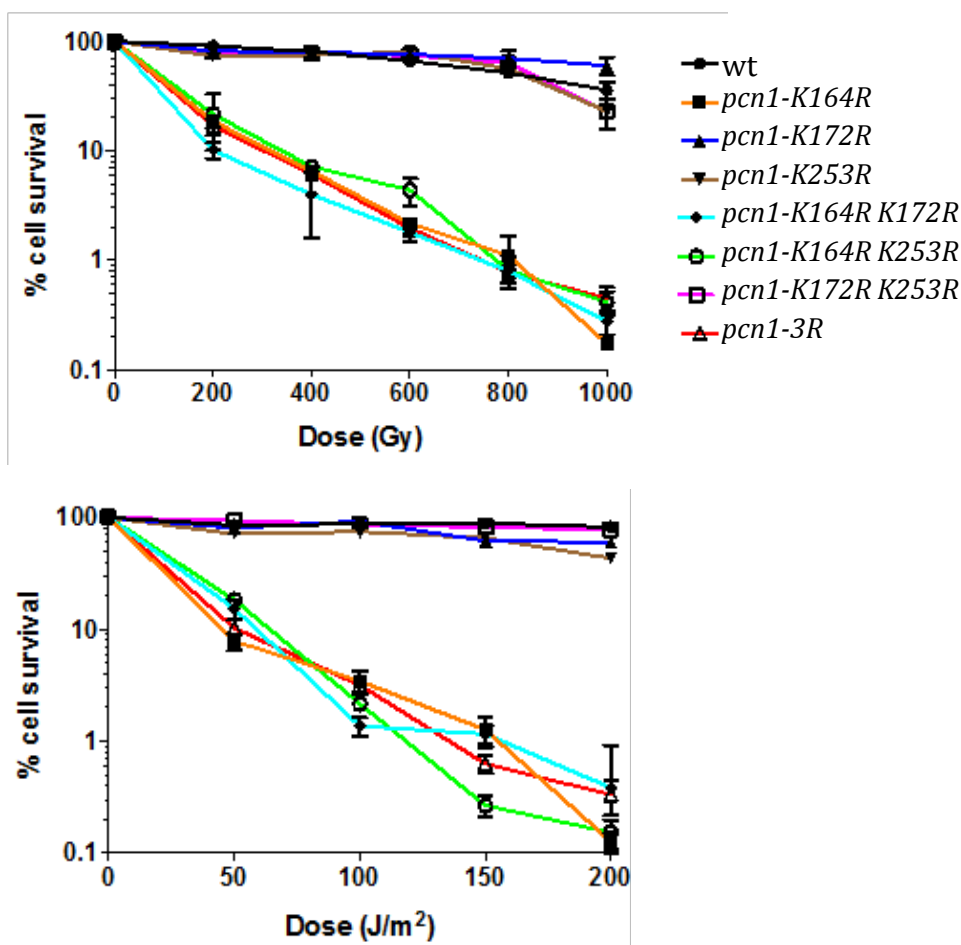 100
10
1
0.1
% cell survival
0 200 400 600 800 1000
Dose (Gy)
wt
pcn1-K164R
pcn1-K172R
pcn1-K253R
pcn1-K164R K172R
pcn1-K164R K253R
pcn1-K172R K253R
pcn1-3R
100
10
1
0.1
% cell survival
0 50 100 150 200
Dose (J/m²)